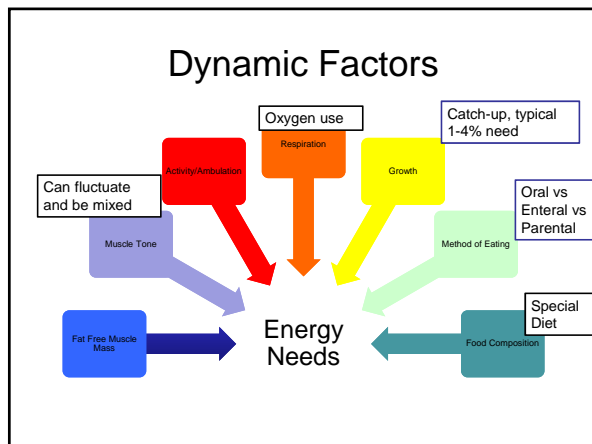 Dynamic Factors
Oxygen use
Respiration
Catch-up, typical
1-4% need
Activity/Ambulation
Growth
Can fluctuate
and be mixed
Oral vs
Enteral vs
Parental
Muscle Tone
Method of Eating
Energy
Needs
Special
Diet
Fat Free Muscle
Mass
Food Composition